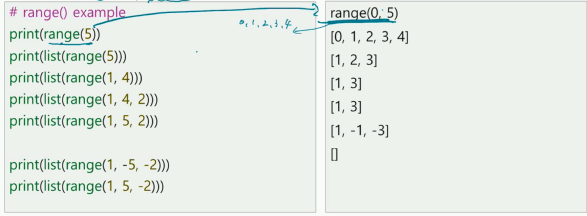 # range() example
print(range(5))
print(list(range(5)))
print(list(range(1, 4)))
print(list(range(1, 4, 2)))
print(list(range(1, 5, 2)))
print(list(range(1, -5, -2)))
print(list(range(1, 5, -2)))
0, 1, 2, 3, 4
range(0, 5)
[0, 1, 2, 3, 4]
[1, 2, 3]
[1, 3]
[1, 3]
[1, -1, -3]
[]